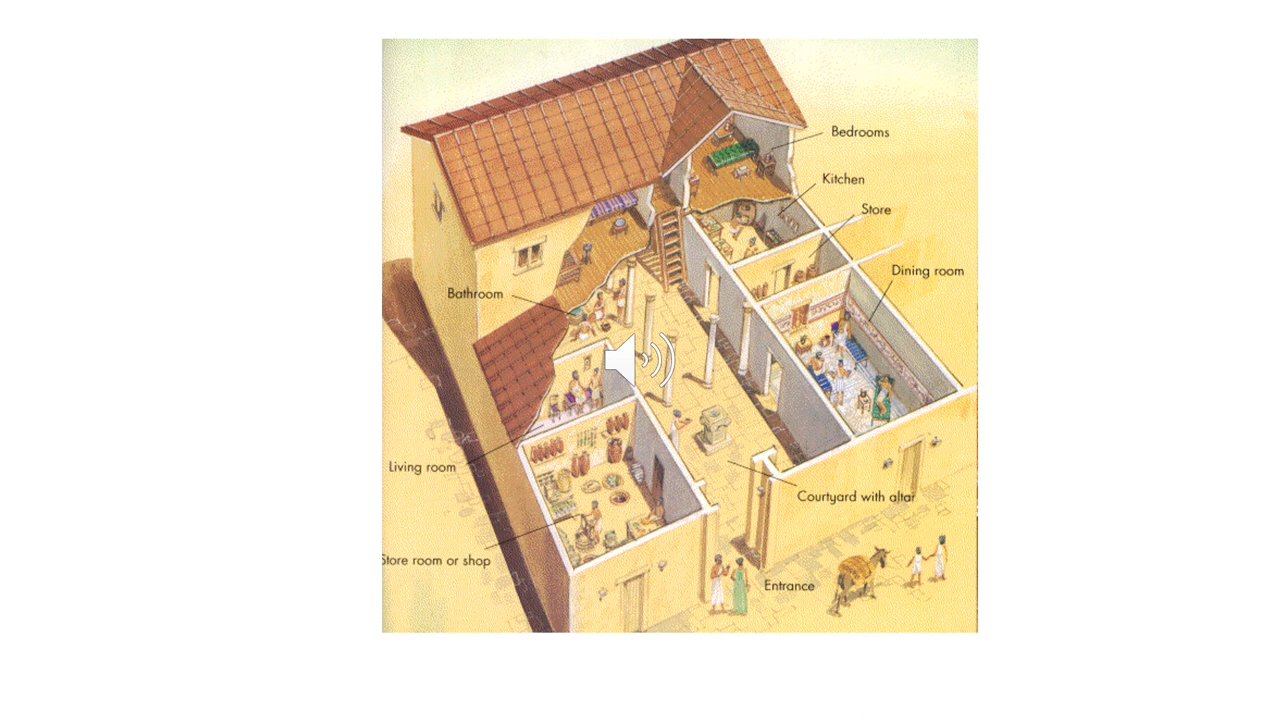 Bedrooms
Kitchen
Store
Dining room
Bathroom
Living room
Courtyard with altar
Store room or shop
Entrance